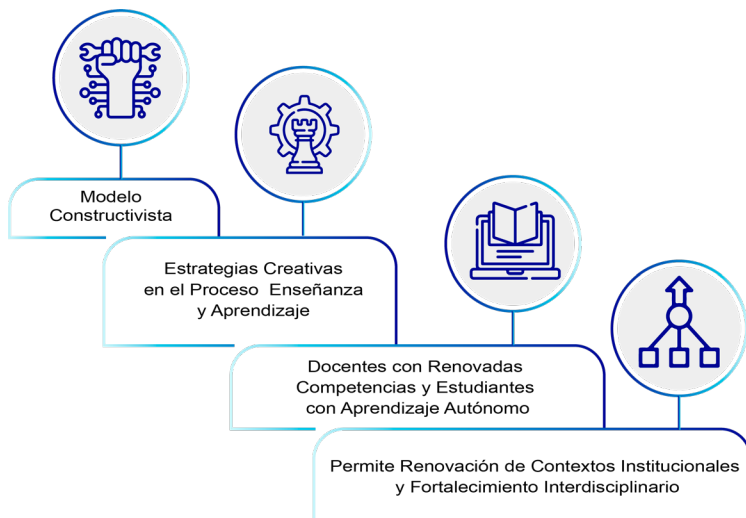 Modelo
Constructivista
Estrategias Creativas
en el Proceso Enseñanza
y Aprendizaje
Docentes con Renovadas
Competencias y Estudiantes
con Aprendizaje Autónomo
Permite Renovación de Contextos Institucionales
y Fortalecimiento Interdisciplinario